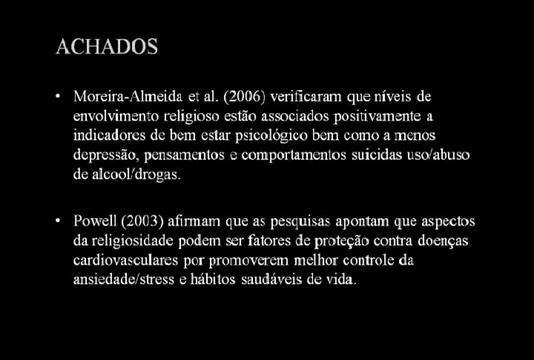 ACHADOS
• Moreira-Almeida et al. (2006) verificaram que níveis de
envolvimento religioso estão associados positivamente a
indicadores de bem estar psicológico bem como a menos
depressão, pensamentos e comportamentos suicidas uso/abuso
de alcool/drogas.
• Powell (2003) afirmam que as pesquisas apontam que aspectos
da religiosidade podem ser fatores de proteção contra doenças
cardiovasculares por promoverem melhor controle da
ansiedade/stress e hábitos saudáveis de vida.